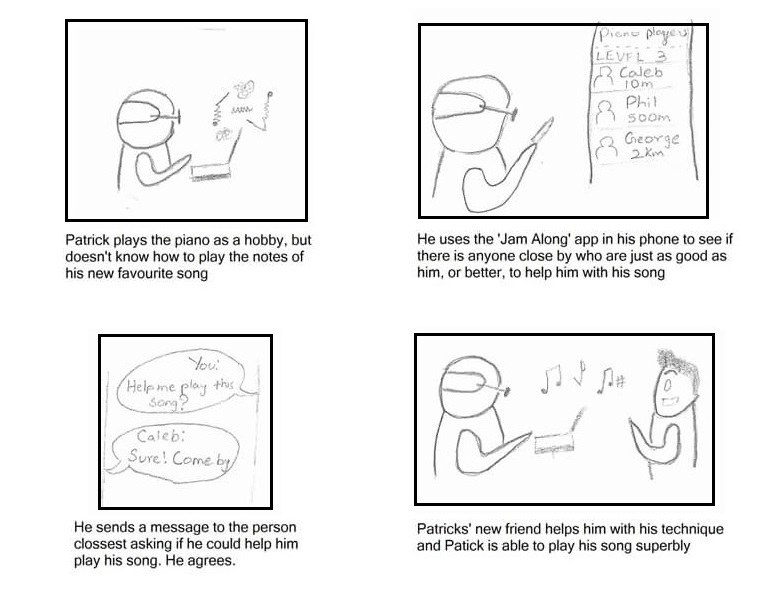 Patrick plays the piano as a hobby, but
doesn't know how to play the notes of
his new favourite song
Piano players
LEVEL 3
Caleb
10m
Phil
500m
George
2km
He uses the 'Jam Along' app in his phone to see if
there is anyone close by who are just as good as
him, or better, to help him with his song
You:
Help me play this
song?
Caleb:
Sure! Come by
He sends a message to the person
clossest asking if he could help him
play his song. He agrees.
Patricks' new friend helps him with his technique
and Patick is able to play his song superbly